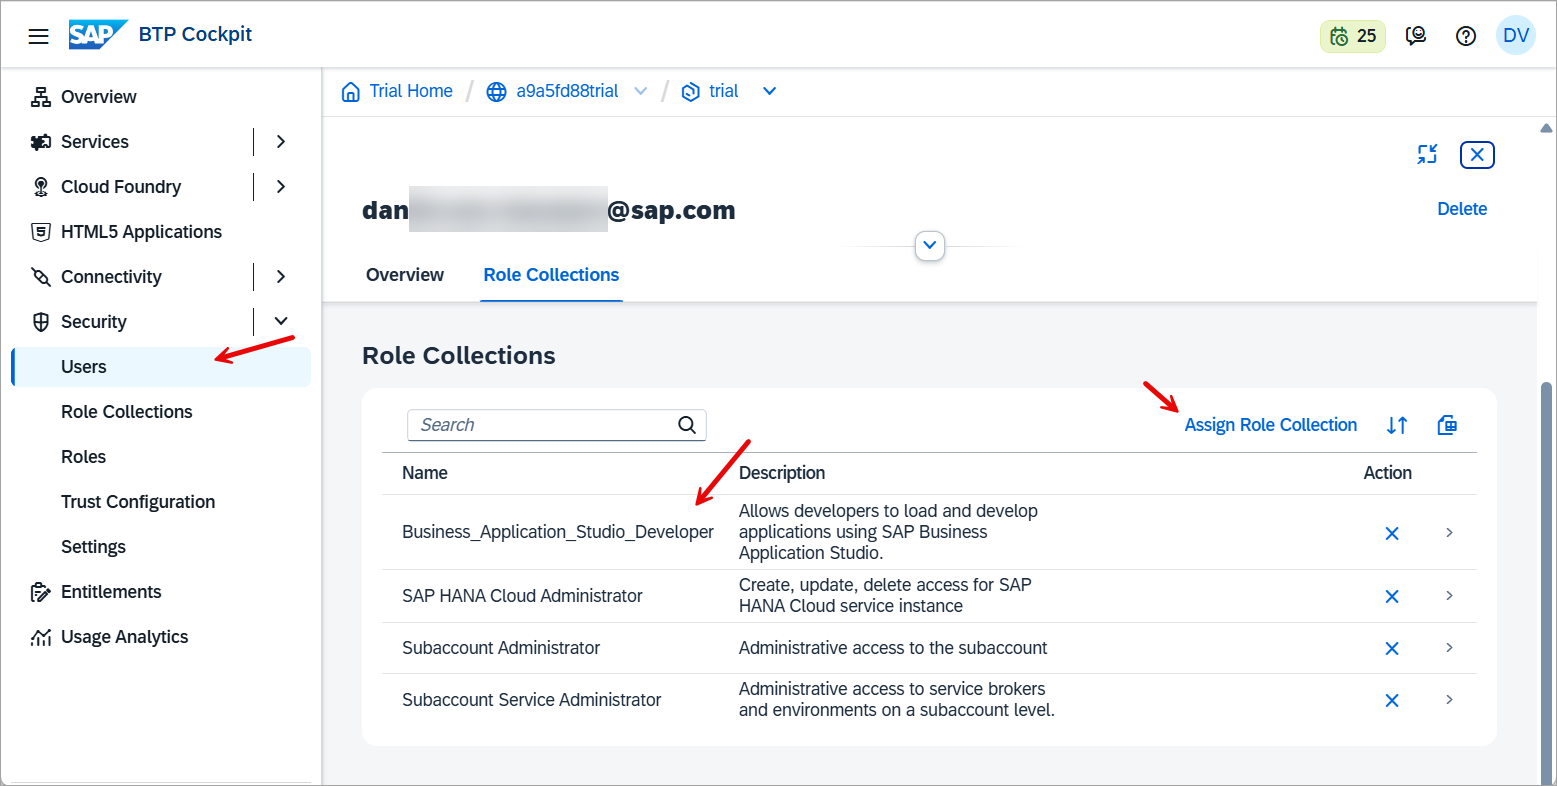 SAP BTP Cockpit
25
DV
Overview
Services
Cloud Foundry
HTML5 Applications
Connectivity
Security
Users
Role Collections
Roles
Trust Configuration
Settings
Entitlements
Usage Analytics
Trial Home / a9a5fd88trial / trial
dan
@sap.com
Delete
Overview
Role Collections
Role Collections
Search
Assign Role Collection
Name
Description
Action
Business_Application_Studio_Developer
Allows developers to load and develop
applications using SAP Business
Application Studio.
SAP HANA Cloud Administrator
Create, update, delete access for SAP
HANA Cloud service instance
Subaccount Administrator
Administrative access to the subaccount
Subaccount Service Administrator
Administrative access to service brokers
and environments on a subaccount level.